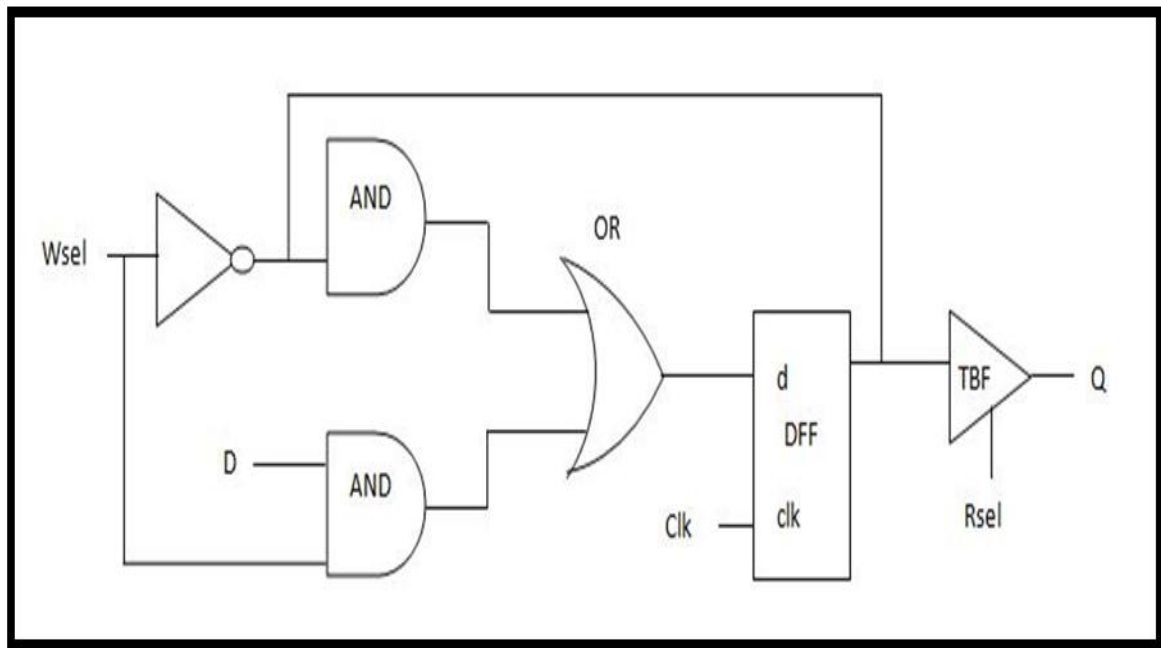 AND
OR
Wsel
d
TBF
Q
DFF
D
AND
Clk
clk
Rsel